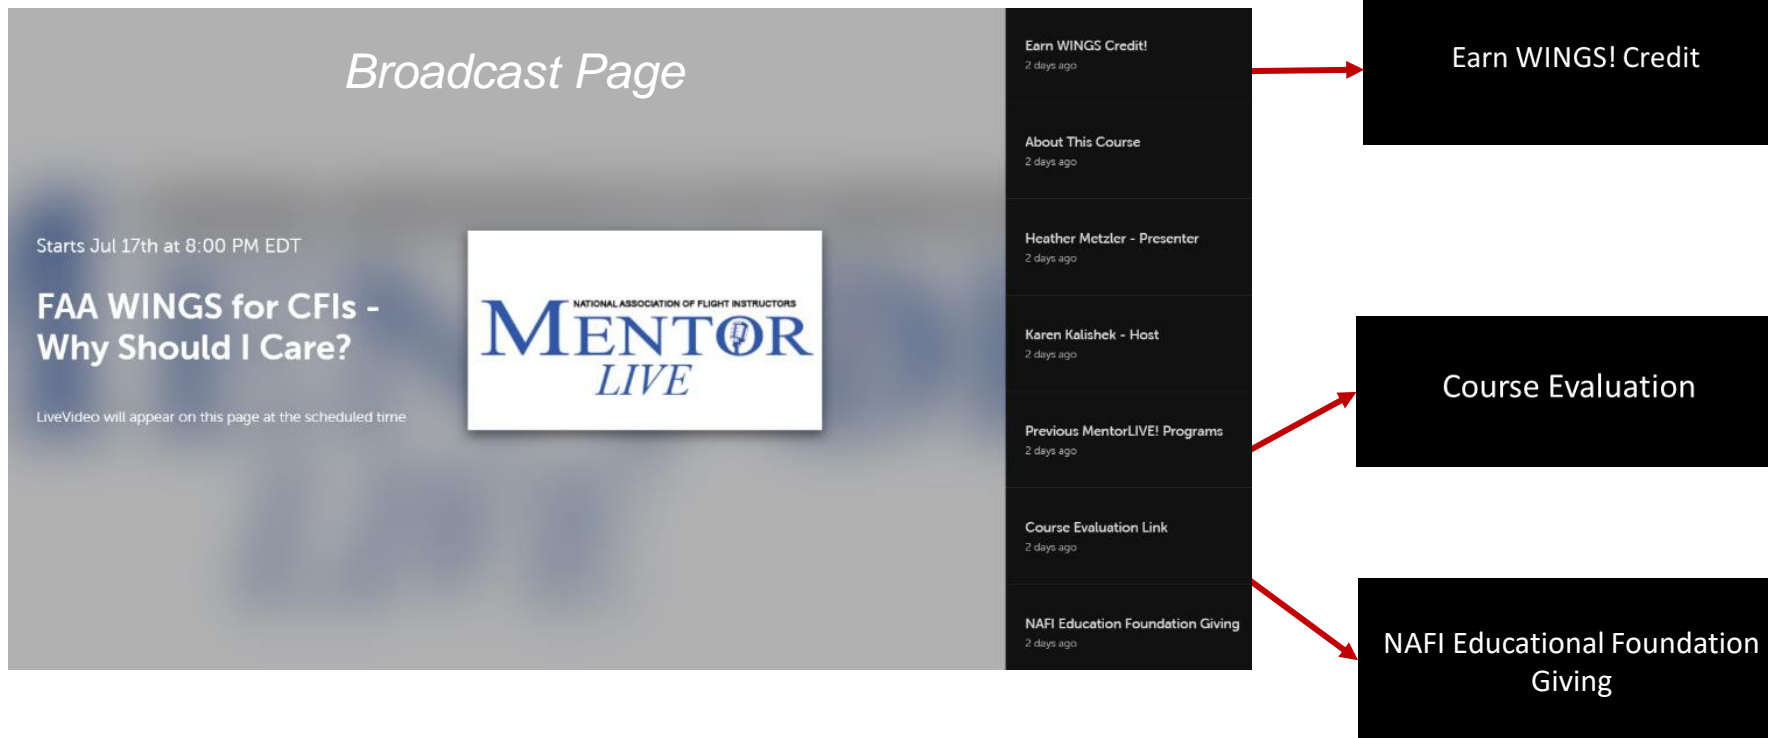 Broadcast Page
Starts Jul 17th at 8:00 PM EDT
FAA WINGS for CFIs -
Why Should I Care?
LiveVideo will appear on this page at the scheduled time
NATIONAL ASSOCIATION OF FLIGHT INSTRUCTORS
MENTOR
LIVE
Earn WINGS Credit!
2 days ago
About This Course
2 days ago
Heather Metzler - Presenter
2 days ago
Karen Kalishek - Host
2 days ago
Previous MentorLIVE! Programs
2 days ago
Course Evaluation Link
2 days ago
NAFI Education Foundation Giving
2 days ago
Earn WINGS! Credit
Course Evaluation
NAFI Educational Foundation
Giving